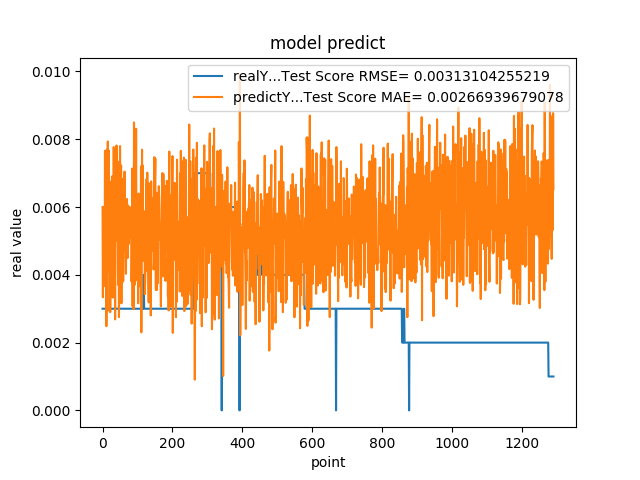 model predict
realY...Test Score RMSE= 0.00313104255219
predictY...Test Score MAE= 0.00266939679078
0.010
0.008
0.006
0.004
0.002
0.000
real value
0 200 400 600 800 1000 1200
point